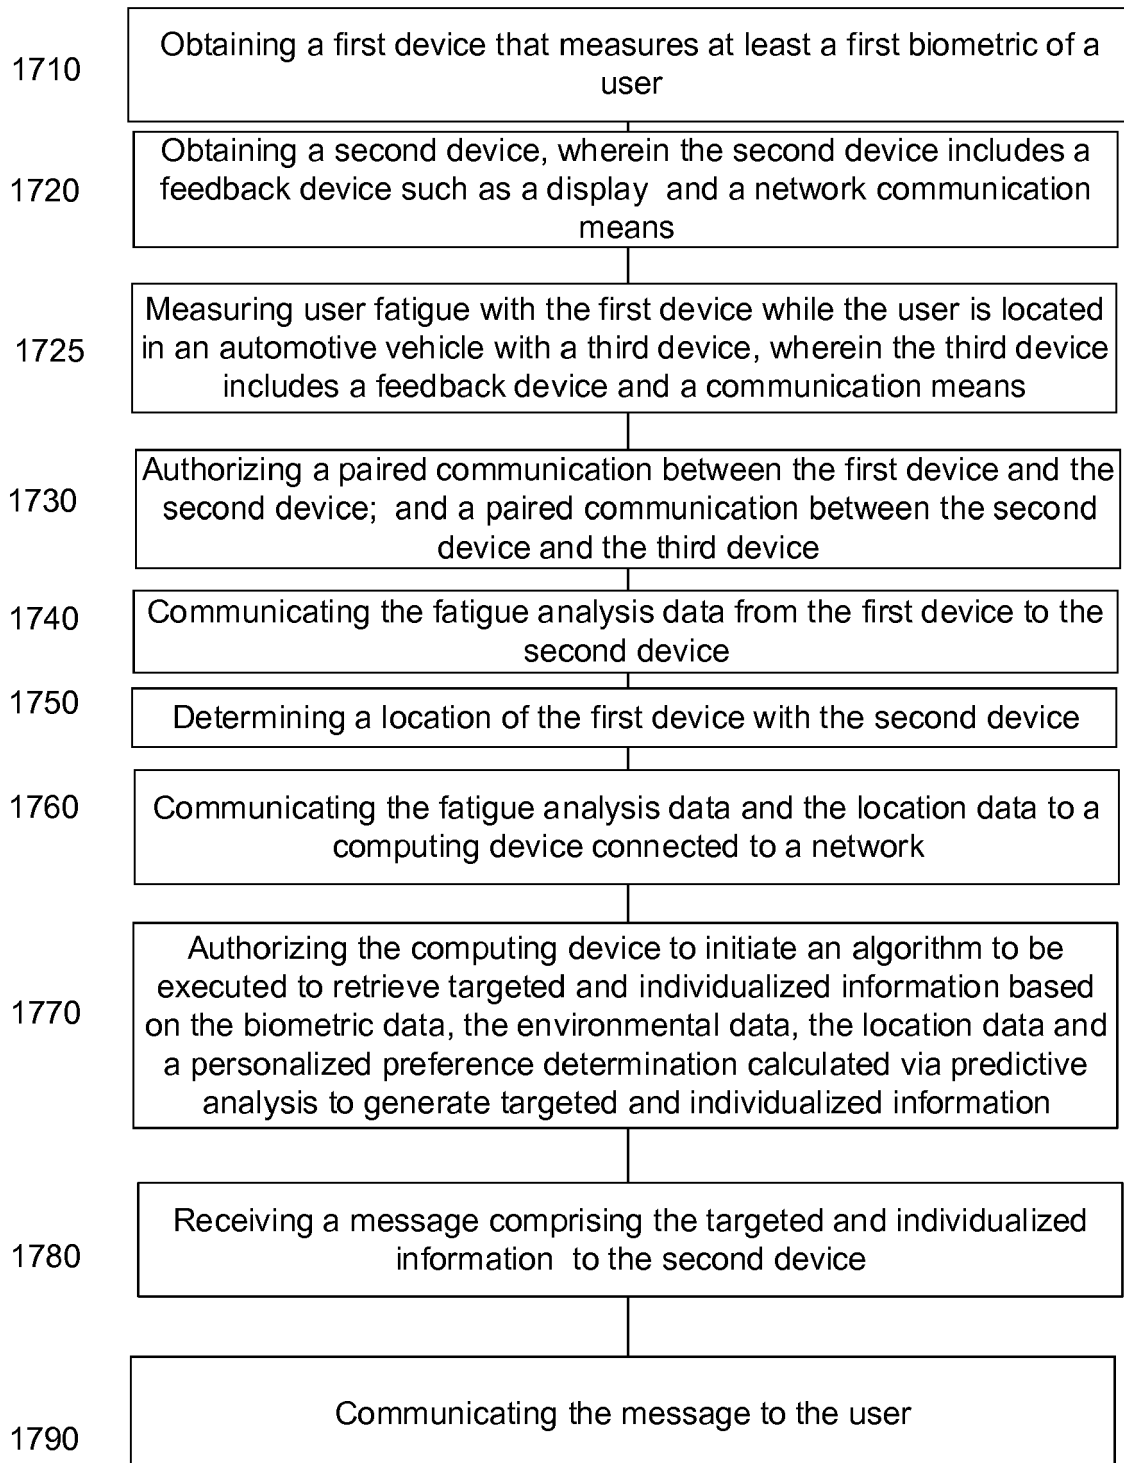 1710
Obtaining a first device that measures at least a first biometric of a
user
1720
Obtaining a second device, wherein the second device includes a
feedback device such as a display and a network communication
means
1725
Measuring user fatigue with the first device while the user is located
in an automotive vehicle with a third device, wherein the third device
includes a feedback device and a communication means
1730
Authorizing a paired communication between the first device and the
second device; and a paired communication between the second
device and the third device
1740
Communicating the fatigue analysis data from the first device to the
second device
1750
Determining a location of the first device with the second device
1760
Communicating the fatigue analysis data and the location data to a
computing device connected to a network
1770
Authorizing the computing device to initiate an algorithm to be
executed to retrieve targeted and individualized information based
on the biometric data, the environmental data, the location data and
a personalized preference determination calculated via predictive
analysis to generate targeted and individualized information
1780
Receiving a message comprising the targeted and individualized
information to the second device
1790
Communicating the message to the user